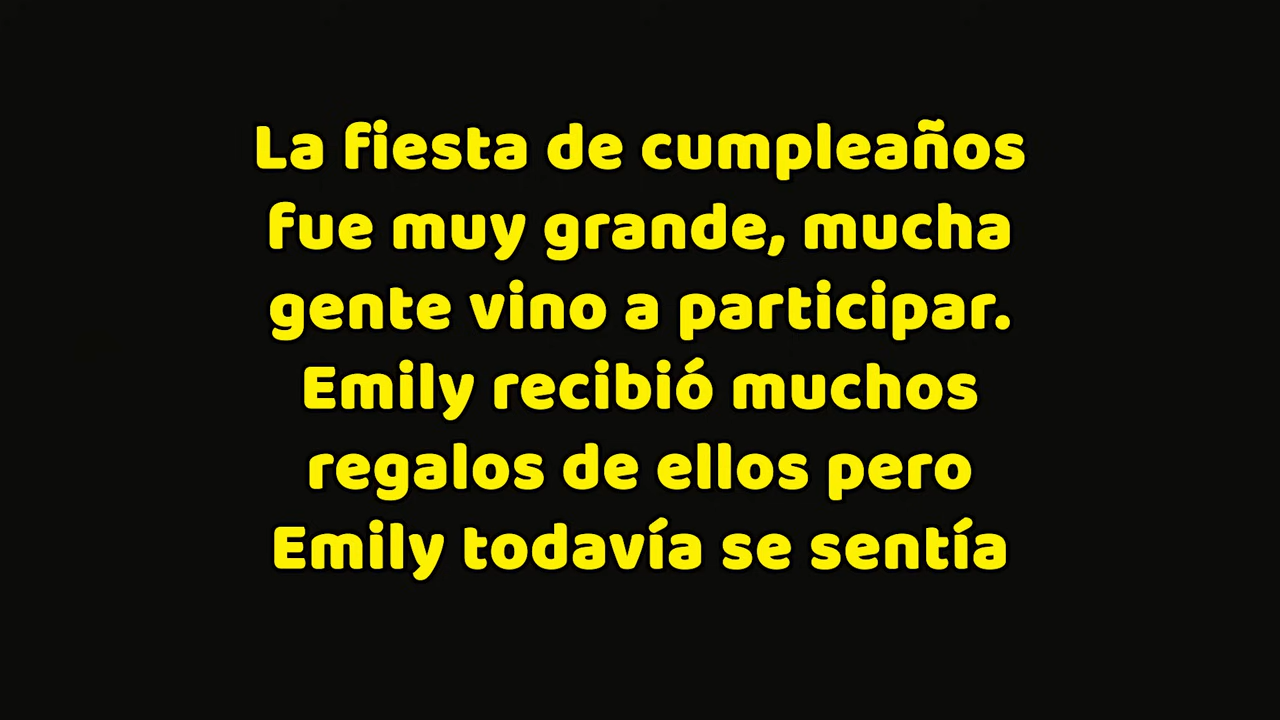 La fiesta de cumpleaños
fue muy grande, mucha
gente vino a participar.
Emily recibió muchos
regalos de ellos pero
Emily todavía se sentía